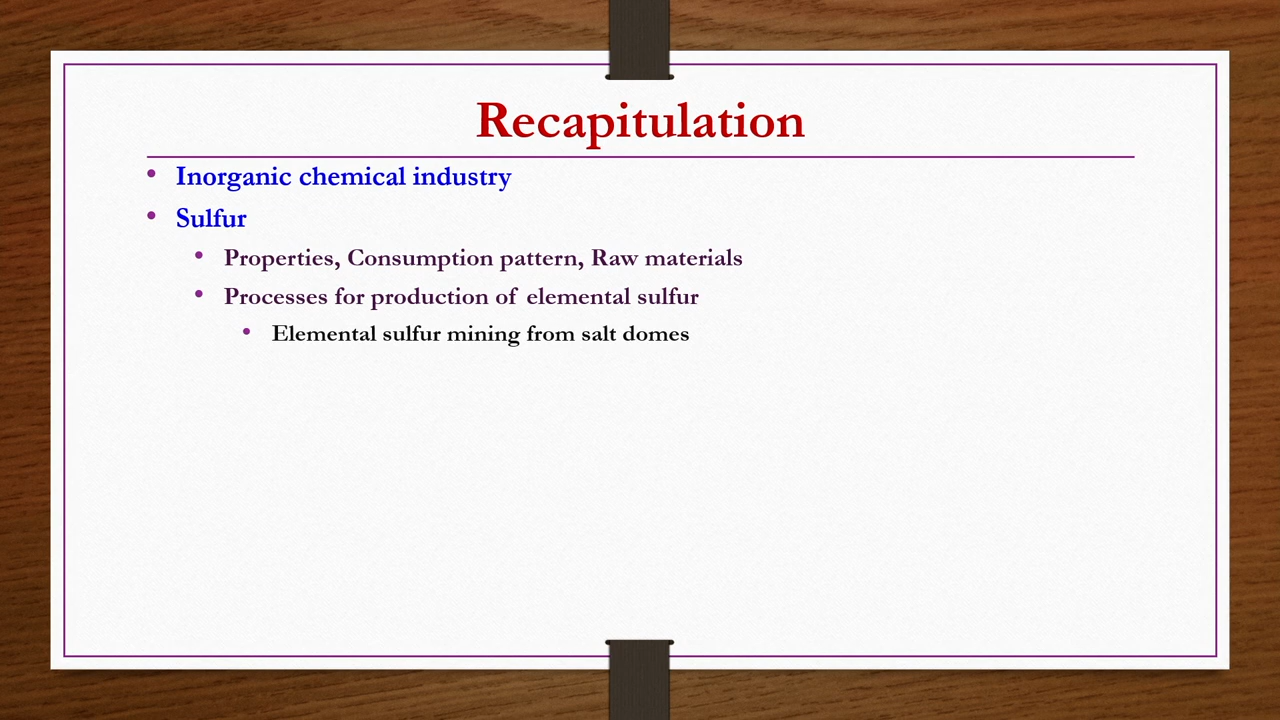 Recapitulation
• Inorganic chemical industry
• Sulfur
• Properties, Consumption pattern, Raw materials
• Processes for production of elemental sulfur
• Elemental sulfur mining from salt domes